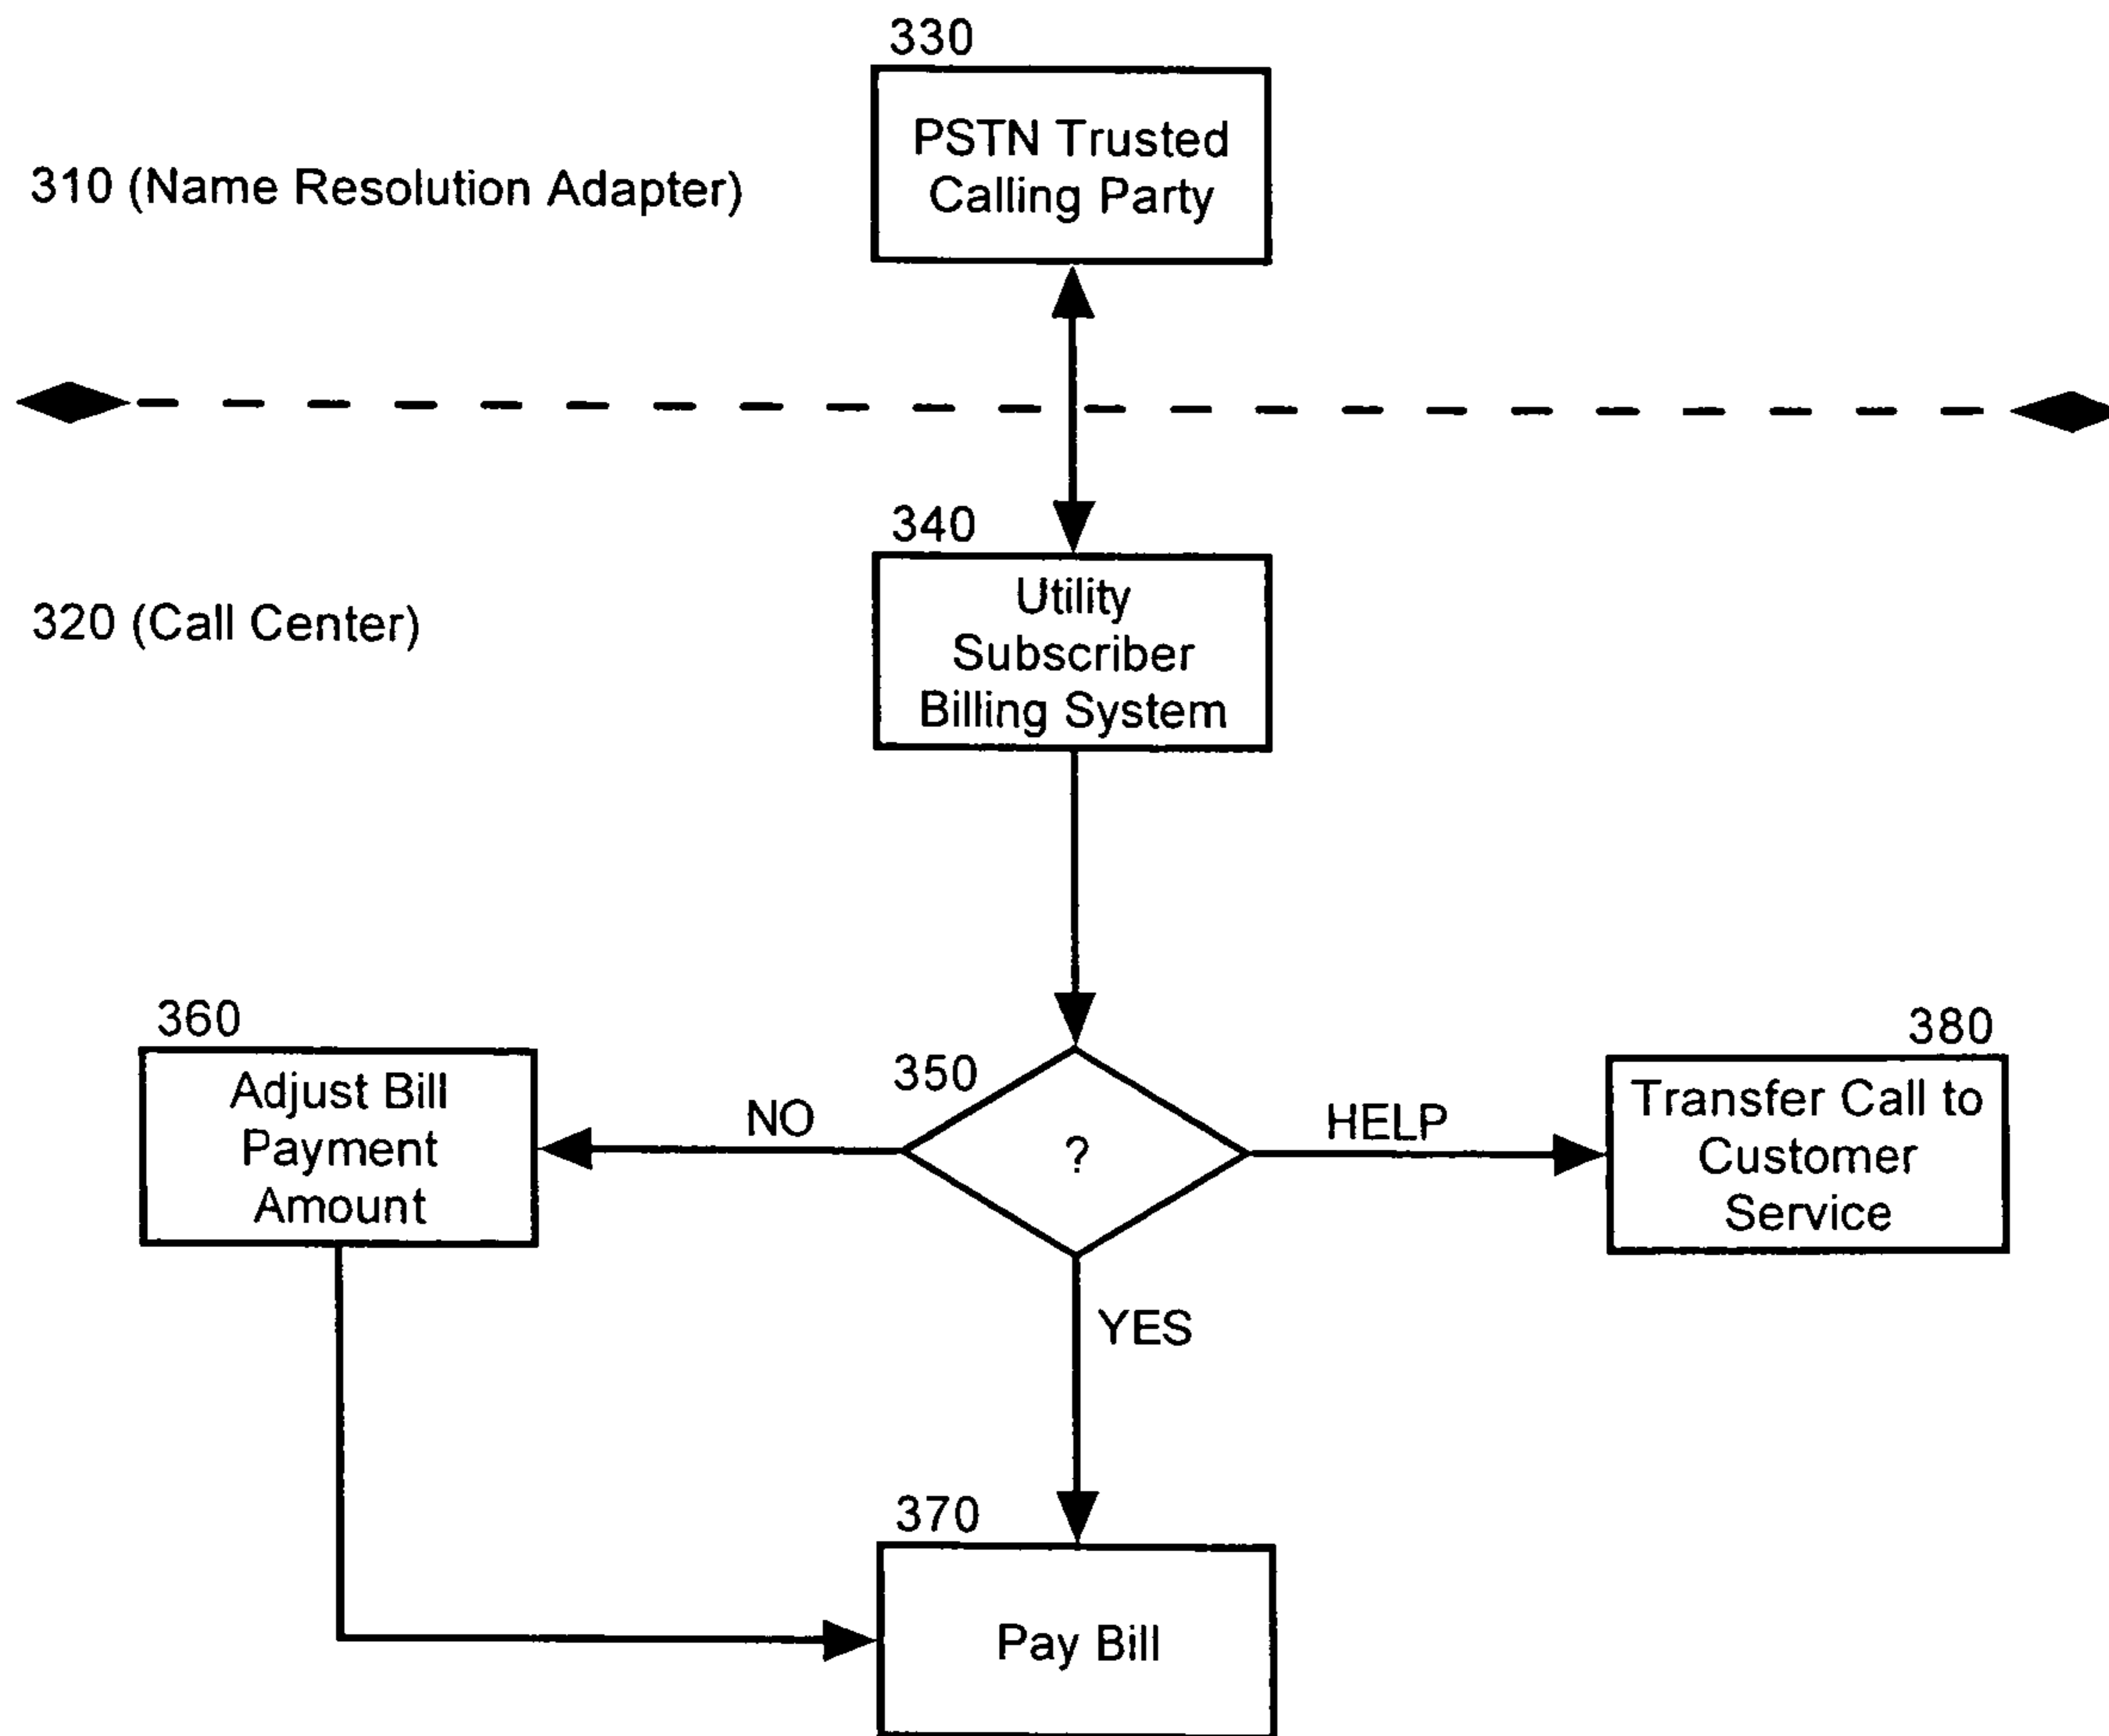 330
PSTN Trusted
Calling Party
310 (Name Resolution Adapter)
340
Utility
Subscriber
Billing System
320 (Call Center)
360
Adjust Bill
Payment
Amount
NO
350
?
HELP
380
Transfer Call to
Customer
Service
YES
370
Pay Bill